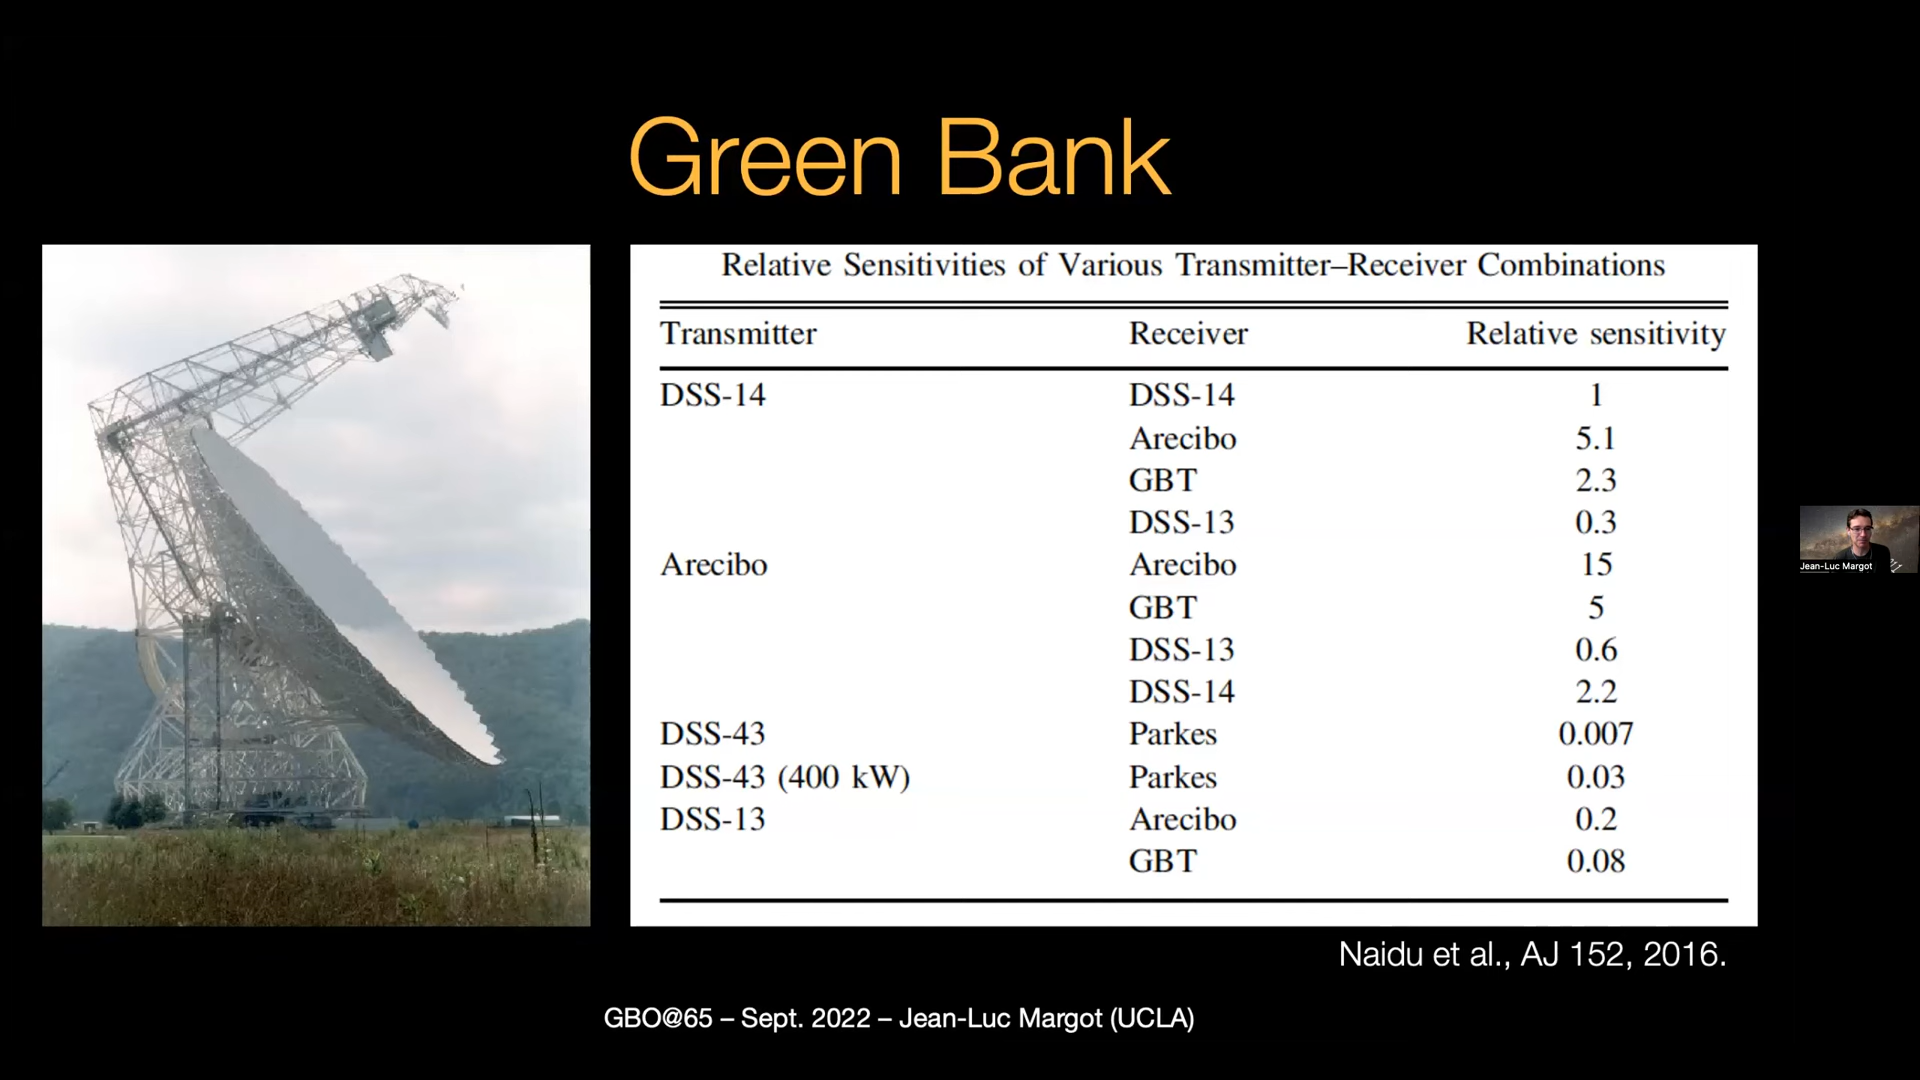 Green Bank
Relative Sensitivities of Various Transmitter–Receiver Combinations
Transmitter Receiver Relative sensitivity
DSS-14 DSS-14 1
Arecibo 5.1
GBT 2.3
DSS-13 0.3
Arecibo Arecibo 15
GBT 5
DSS-13 0.6
DSS-14 2.2
DSS-43 Parkes 0.007
DSS-43 (400 kW) Parkes 0.03
DSS-13 Arecibo 0.2
GBT 0.08
Naidu et al., AJ 152, 2016.
GBO@65 – Sept. 2022 – Jean-Luc Margot (UCLA)
Jean-Luc Margot